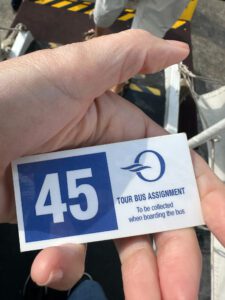 45
TOUR BUS ASSIGNMENT
To be collected
when boarding the bus